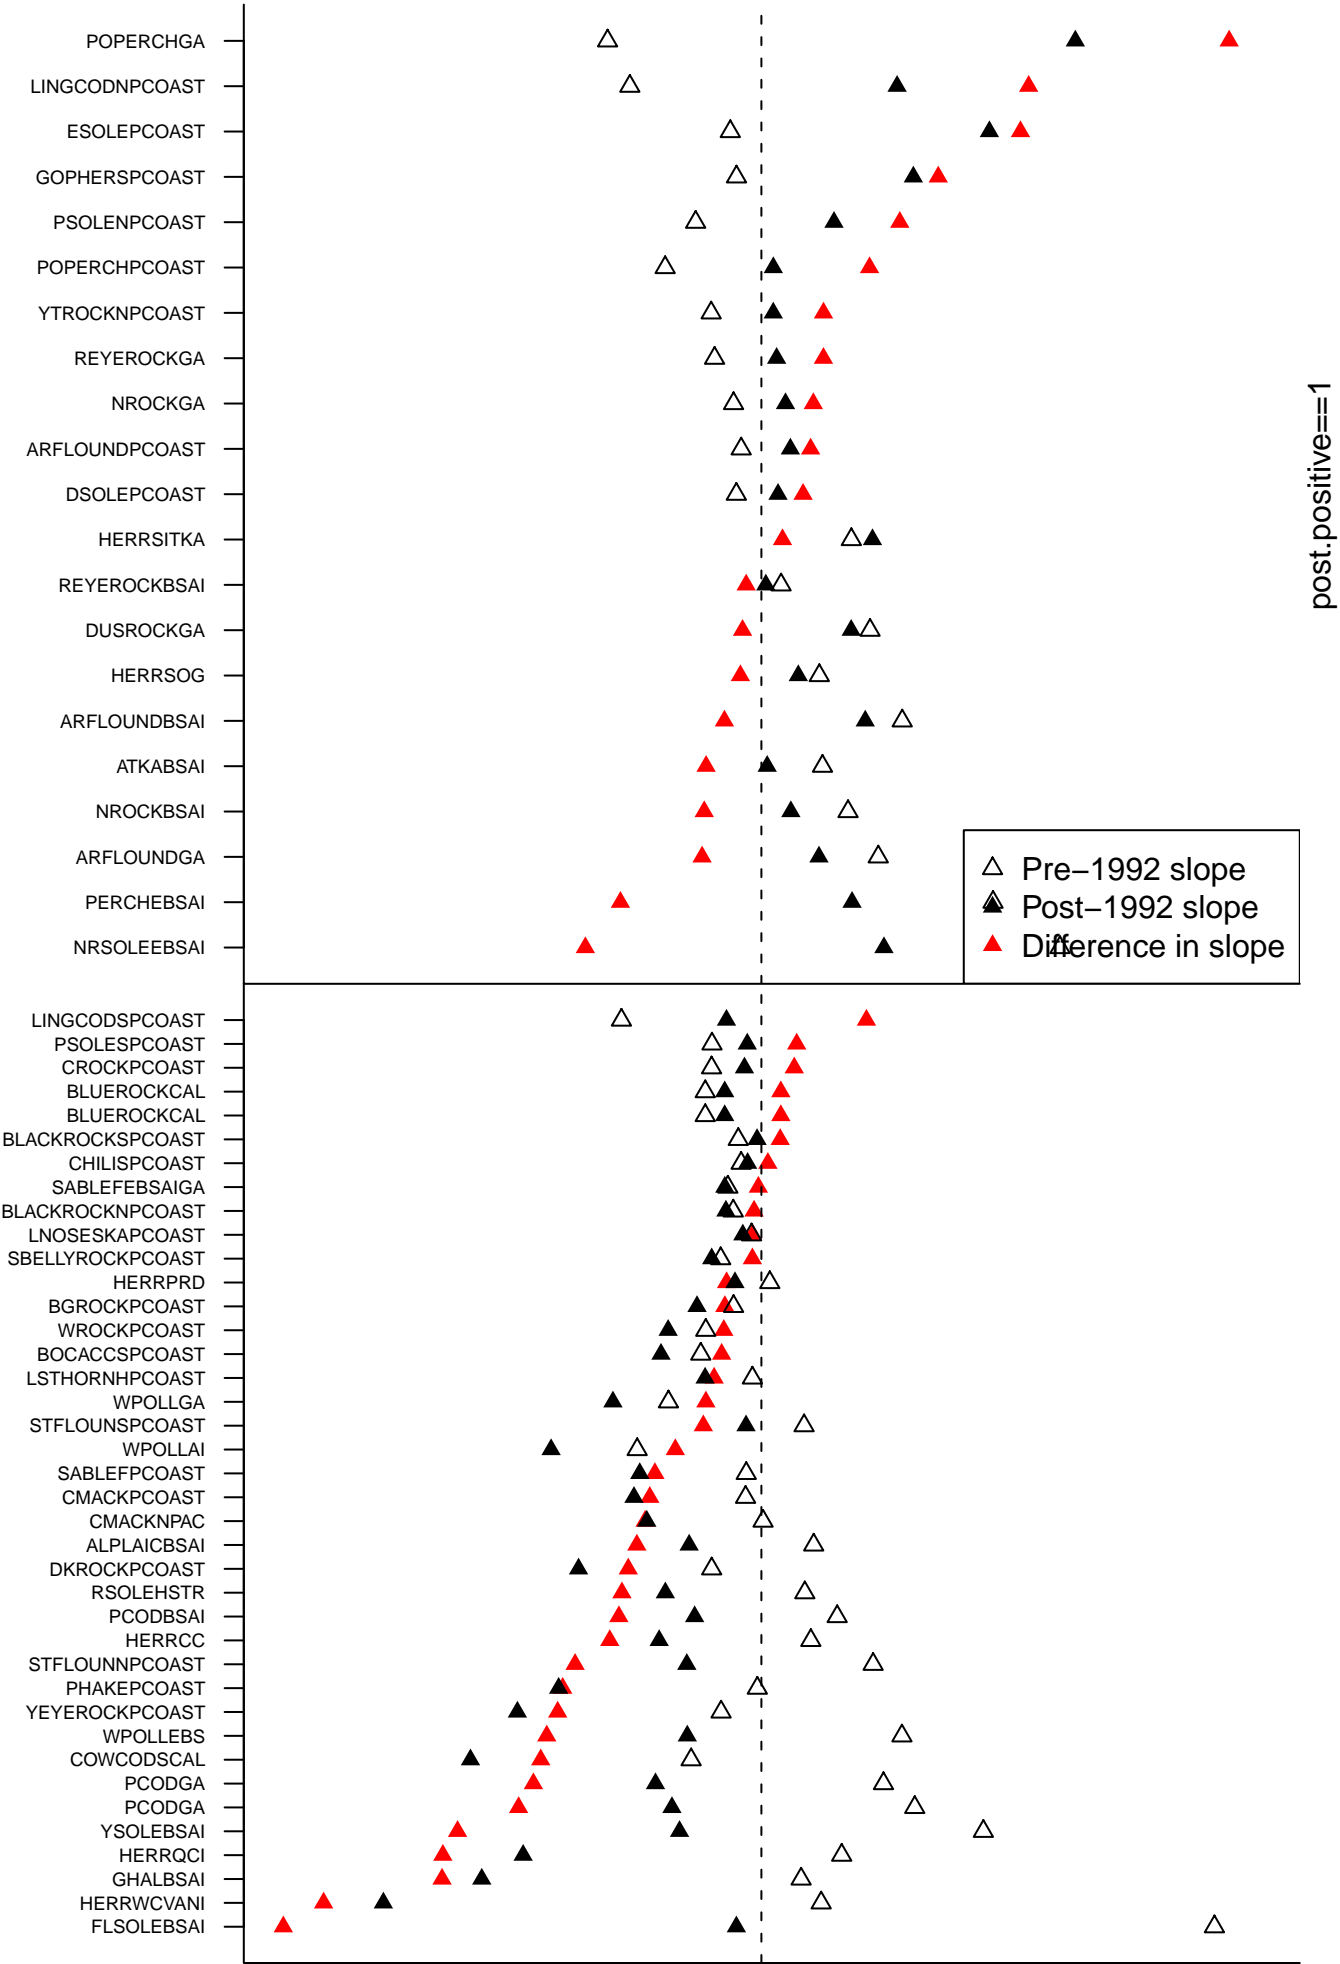 POPERCHGA
LINGCODNPCOAST
ESOLEPCOAST
GOPHERSPCOAST
PSOLENPCOAST
POPERCHPCOAST
YTROCKNPCOAST
REYEROCKGA
NROCKGA
ARFLOUNDPCOAST
DSOLEPCOAST
HERRSITKA
REYEROCKBSAI
DUSROCKGA
HERRSOG
ARFLOUNDBSAI
ATKABSAI
NROCKBSAI
ARFLOUNDGA
PERCHEBSAI
NRSOLEEBSAI
post.positive==1
Pre−1992 slope
Post−1992 slope
Difference in slope
LINGCODSPCOAST
PSOLESPCOAST
CROCKPCOAST
BLUEROCKCAL
BLUEROCKCAL
BLACKROCKSPCOAST
CHILISPCOAST
SABLEFEBSAIGA
BLACKROCKNPCOAST
LNOSESKAPCOAST
SBELLYROCKPCOAST
HERRPRD
BGROCKPCOAST
WROCKPCOAST
BOCACCSPCOAST
LSTHORNHPCOAST
WPOLLGA
STFLOUNSPCOAST
WPOLLAI
SABLEFPCOAST
CMACKPCOAST
CMACKNPAC
ALPLAICBSAI
DKROCKPCOAST
RSOLEHSTR
PCODBSAI
HERRCC
STFLOUNNPCOAST
PHAKEPCOAST
YEYEROCKPCOAST
WPOLLEBS
COWCODSCAL
PCODGA
PCODGA
YSOLEBSAI
HERRQCI
GHALBSAI
HERRWCVANI
FLSOLEBSAI